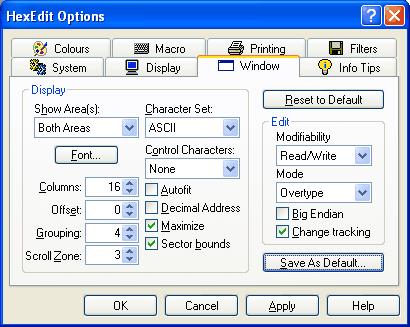 HexEdit Options
Colours
Macro
Printing
Filters
System
Display
Window
Info Tips
Display
Show Area(s):
Both Areas
Font...
Columns: 16
Offset: 0
Grouping: 4
Scroll Zone: 3
Character Set:
ASCII
Control Characters:
None
Autofit
Decimal Address
Maximize
Sector bounds
Reset to Default
Edit
Modifiability
Read/Write
Mode
Overtype
Big Endian
Change tracking
Save As Default...
OK
Cancel
Apply
Help